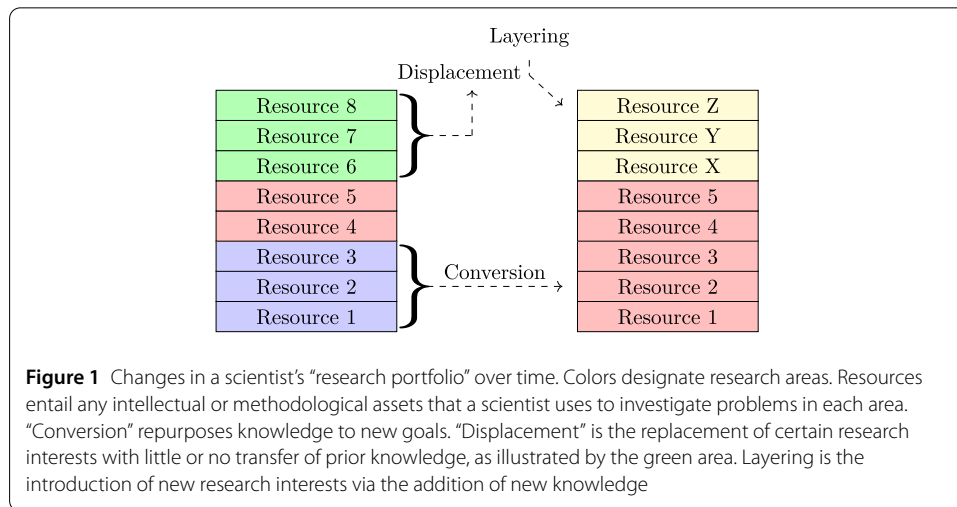 Layering
Displacement
Resource 8
Resource 7
Resource 6
Resource 5
Resource 4
Resource 3
Resource 2
Resource 1
Conversion
Resource Z
Resource Y
Resource X
Resource 5
Resource 4
Resource 3
Resource 2
Resource 1
Figure 1 Changes in a scientist’s “research portfolio” over time. Colors designate research areas. Resources
entail any intellectual or methodological assets that a scientist uses to investigate problems in each area.
“Conversion” repurposes knowledge to new goals. “Displacement” is the replacement of certain research
interests with little or no transfer of prior knowledge, as illustrated by the green area. Layering is the
introduction of new research interests via the addition of new knowledge